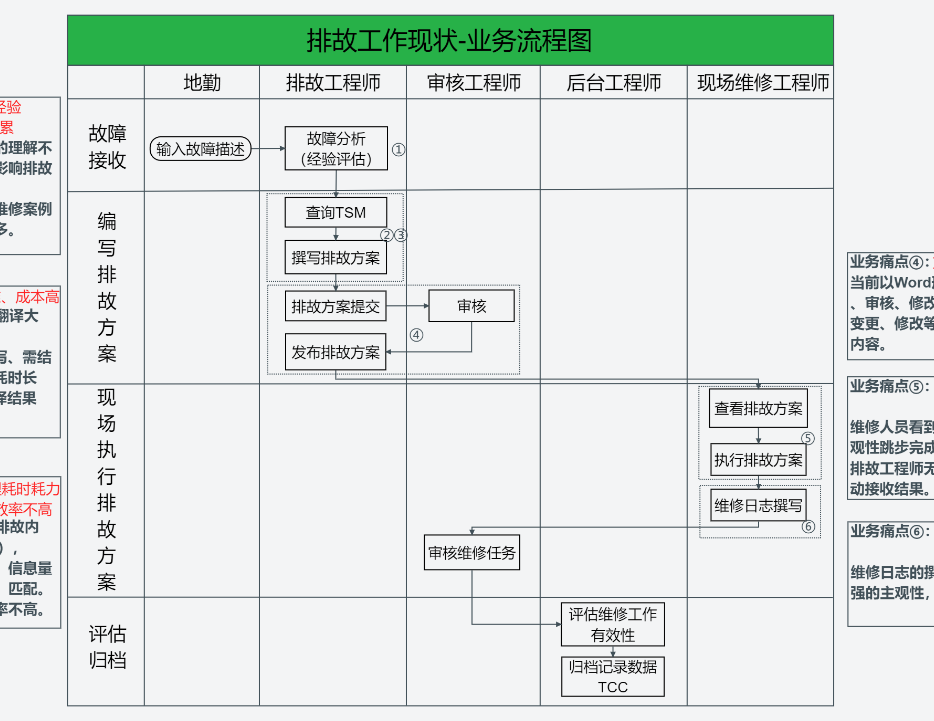 排故工作现状-业务流程图
地勤
排故工程师
审核工程师
后台工程师
现场维修工程师
故障
接收
输入故障描述
故障分析
（经验评估）
①
编
写
排
故
方
案
查询TSM
②③
撰写排故方案
排故方案提交
审核
④
发布排故方案
现
场
执
行
排
故
方
案
查看排故方案
⑤
执行排故方案
维修日志撰写
⑥
审核维修任务
评估
归档
评估维修工作
有效性
归档记录数据
TCC
经验
累
的理解不
影响排故
维修案例
多。
、成本高
翻译大
写、需结
耗时长
译结果
耗时耗力
效率不高
排故内
），
信息量
匹配。
率不高。
业务痛点④：
当前以Word
、审核、修改
变更、修改等
内容。
业务痛点⑤：
维修人员看到
观性跳步完成
排故工程师无
动接收结果。
业务痛点⑥：
维修日志的撰
强的主观性，